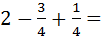 2 − 3/4 + 1/4 =